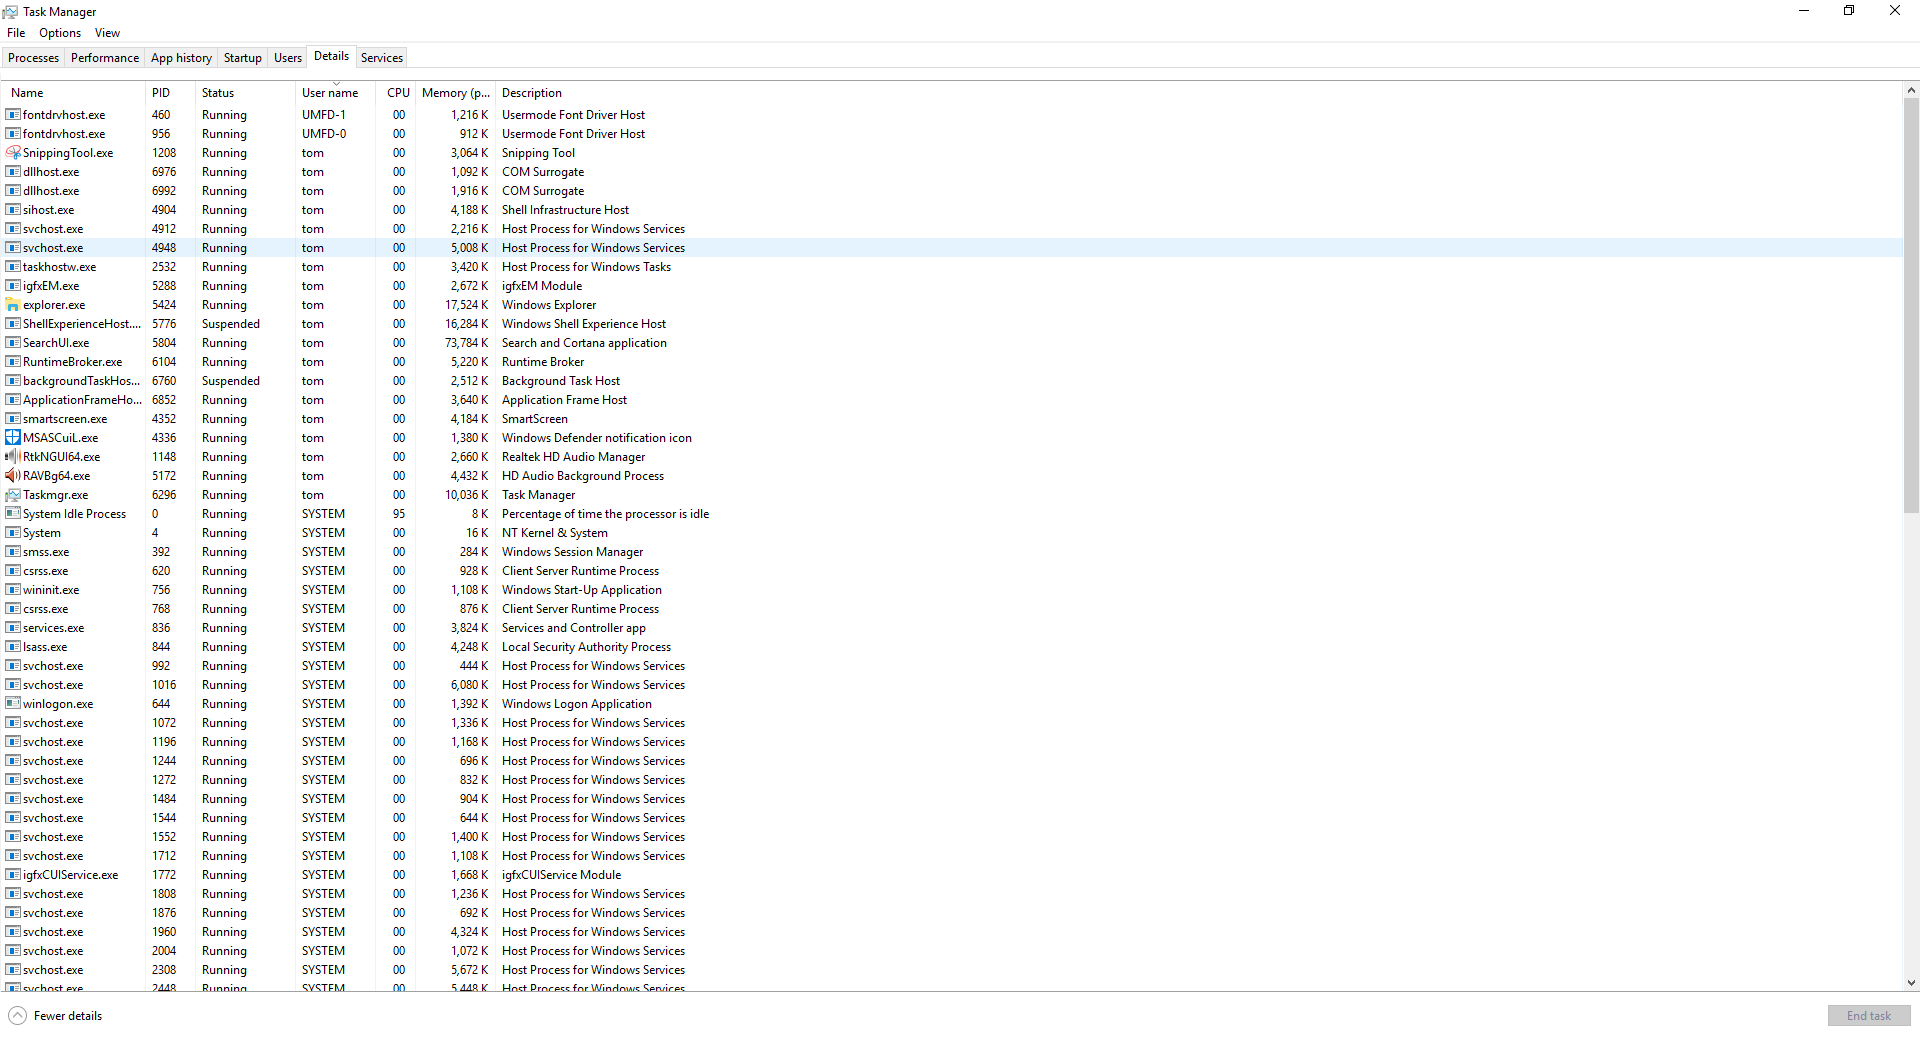 Task Manager
File Options View
Processes Performance App history Startup Users Details Services
Name PID Status User name CPU Memory (p... Description
fontdrvhost.exe 460 Running UMFD-1 00 1,216 K Usermode Font Driver Host
fontdrvhost.exe 956 Running UMFD-0 00 912 K Usermode Font Driver Host
SnippingTool.exe 1208 Running tom 00 3,064 K Snipping Tool
dllhost.exe 6976 Running tom 00 1,092 K COM Surrogate
dllhost.exe 6992 Running tom 00 1,916 K COM Surrogate
sihost.exe 4904 Running tom 00 4,188 K Shell Infrastructure Host
svchost.exe 4912 Running tom 00 2,216 K Host Process for Windows Services
svchost.exe 4948 Running tom 00 5,008 K Host Process for Windows Services
taskhostw.exe 2532 Running tom 00 3,420 K Host Process for Windows Tasks
igfxEM.exe 5288 Running tom 00 2,672 K igfxEM Module
explorer.exe 5424 Running tom 00 17,524 K Windows Explorer
ShellExperienceHost.... 5776 Suspended tom 00 16,284 K Windows Shell Experience Host
SearchUI.exe 5804 Running tom 00 73,784 K Search and Cortana application
RuntimeBroker.exe 6104 Running tom 00 5,220 K Runtime Broker
backgroundTaskHos... 6760 Suspended tom 00 2,512 K Background Task Host
ApplicationFrameHo... 6852 Running tom 00 3,640 K Application Frame Host
smartscreen.exe 4352 Running tom 00 4,184 K SmartScreen
MSASCuiL.exe 4336 Running tom 00 1,380 K Windows Defender notification icon
RtkNGUI64.exe 1148 Running tom 00 2,660 K Realtek HD Audio Manager
RAVBg64.exe 5172 Running tom 00 4,432 K HD Audio Background Process
Taskmgr.exe 6296 Running tom 00 10,036 K Task Manager
System Idle Process 0 Running SYSTEM 95 8 K Percentage of time the processor is idle
System 4 Running SYSTEM 00 16 K NT Kernel & System
smss.exe 392 Running SYSTEM 00 284 K Windows Session Manager
csrss.exe 620 Running SYSTEM 00 928 K Client Server Runtime Process
wininit.exe 756 Running SYSTEM 00 1,108 K Windows Start-Up Application
csrss.exe 768 Running SYSTEM 00 876 K Client Server Runtime Process
services.exe 836 Running SYSTEM 00 3,824 K Services and Controller app
lsass.exe 844 Running SYSTEM 00 4,248 K Local Security Authority Process
svchost.exe 992 Running SYSTEM 00 444 K Host Process for Windows Services
svchost.exe 1016 Running SYSTEM 00 6,080 K Host Process for Windows Services
winlogon.exe 644 Running SYSTEM 00 1,392 K Windows Logon Application
svchost.exe 1072 Running SYSTEM 00 1,336 K Host Process for Windows Services
svchost.exe 1196 Running SYSTEM 00 1,168 K Host Process for Windows Services
svchost.exe 1244 Running SYSTEM 00 696 K Host Process for Windows Services
svchost.exe 1272 Running SYSTEM 00 832 K Host Process for Windows Services
svchost.exe 1484 Running SYSTEM 00 904 K Host Process for Windows Services
svchost.exe 1544 Running SYSTEM 00 644 K Host Process for Windows Services
svchost.exe 1552 Running SYSTEM 00 1,400 K Host Process for Windows Services
svchost.exe 1712 Running SYSTEM 00 1,108 K Host Process for Windows Services
igfxCUIService.exe 1772 Running SYSTEM 00 1,668 K igfxCUIService Module
svchost.exe 1808 Running SYSTEM 00 1,236 K Host Process for Windows Services
svchost.exe 1876 Running SYSTEM 00 692 K Host Process for Windows Services
svchost.exe 1960 Running SYSTEM 00 4,324 K Host Process for Windows Services
svchost.exe 2004 Running SYSTEM 00 1,072 K Host Process for Windows Services
svchost.exe 2308 Running SYSTEM 00 5,672 K Host Process for Windows Services
svchost.exe 2448 Running SYSTEM 00 5,448 K Host Process for Windows Services
Fewer details
End task